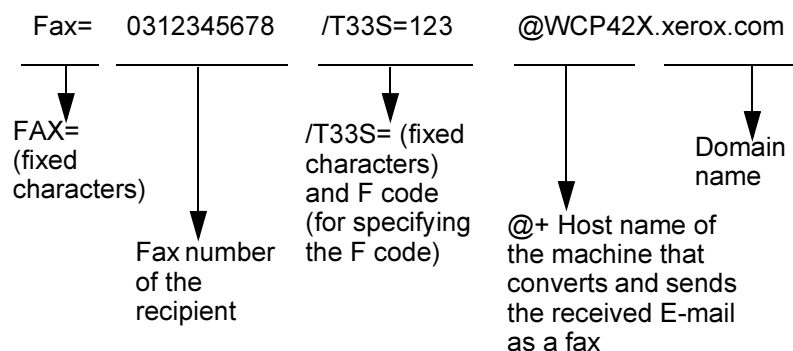 Fax= 0312345678 /T33S=123 @WCP42X.xerox.com
FAX=
(fixed
characters)
Fax number
of the
recipient
/T33S= (fixed
characters)
and F code
(for specifying
the F code)
@+ Host name of
the machine that
converts and sends
the received E-mail
as a fax
Domain
name